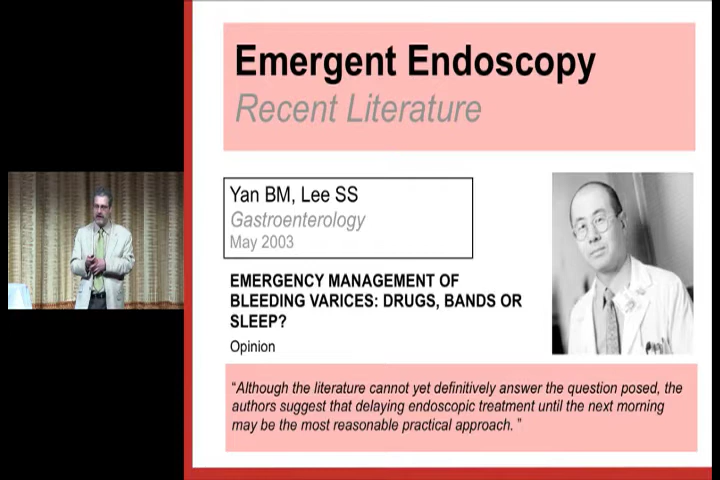 Emergent Endoscopy
Recent Literature
Yan BM, Lee SS
Gastroenterology
May 2003
EMERGENCY MANAGEMENT OF
BLEEDING VARICES: DRUGS, BANDS OR
SLEEP?
Opinion
“Although the literature cannot yet definitively answer the question posed, the
authors suggest that delaying endoscopic treatment until the next morning
may be the most reasonable practical approach. ”